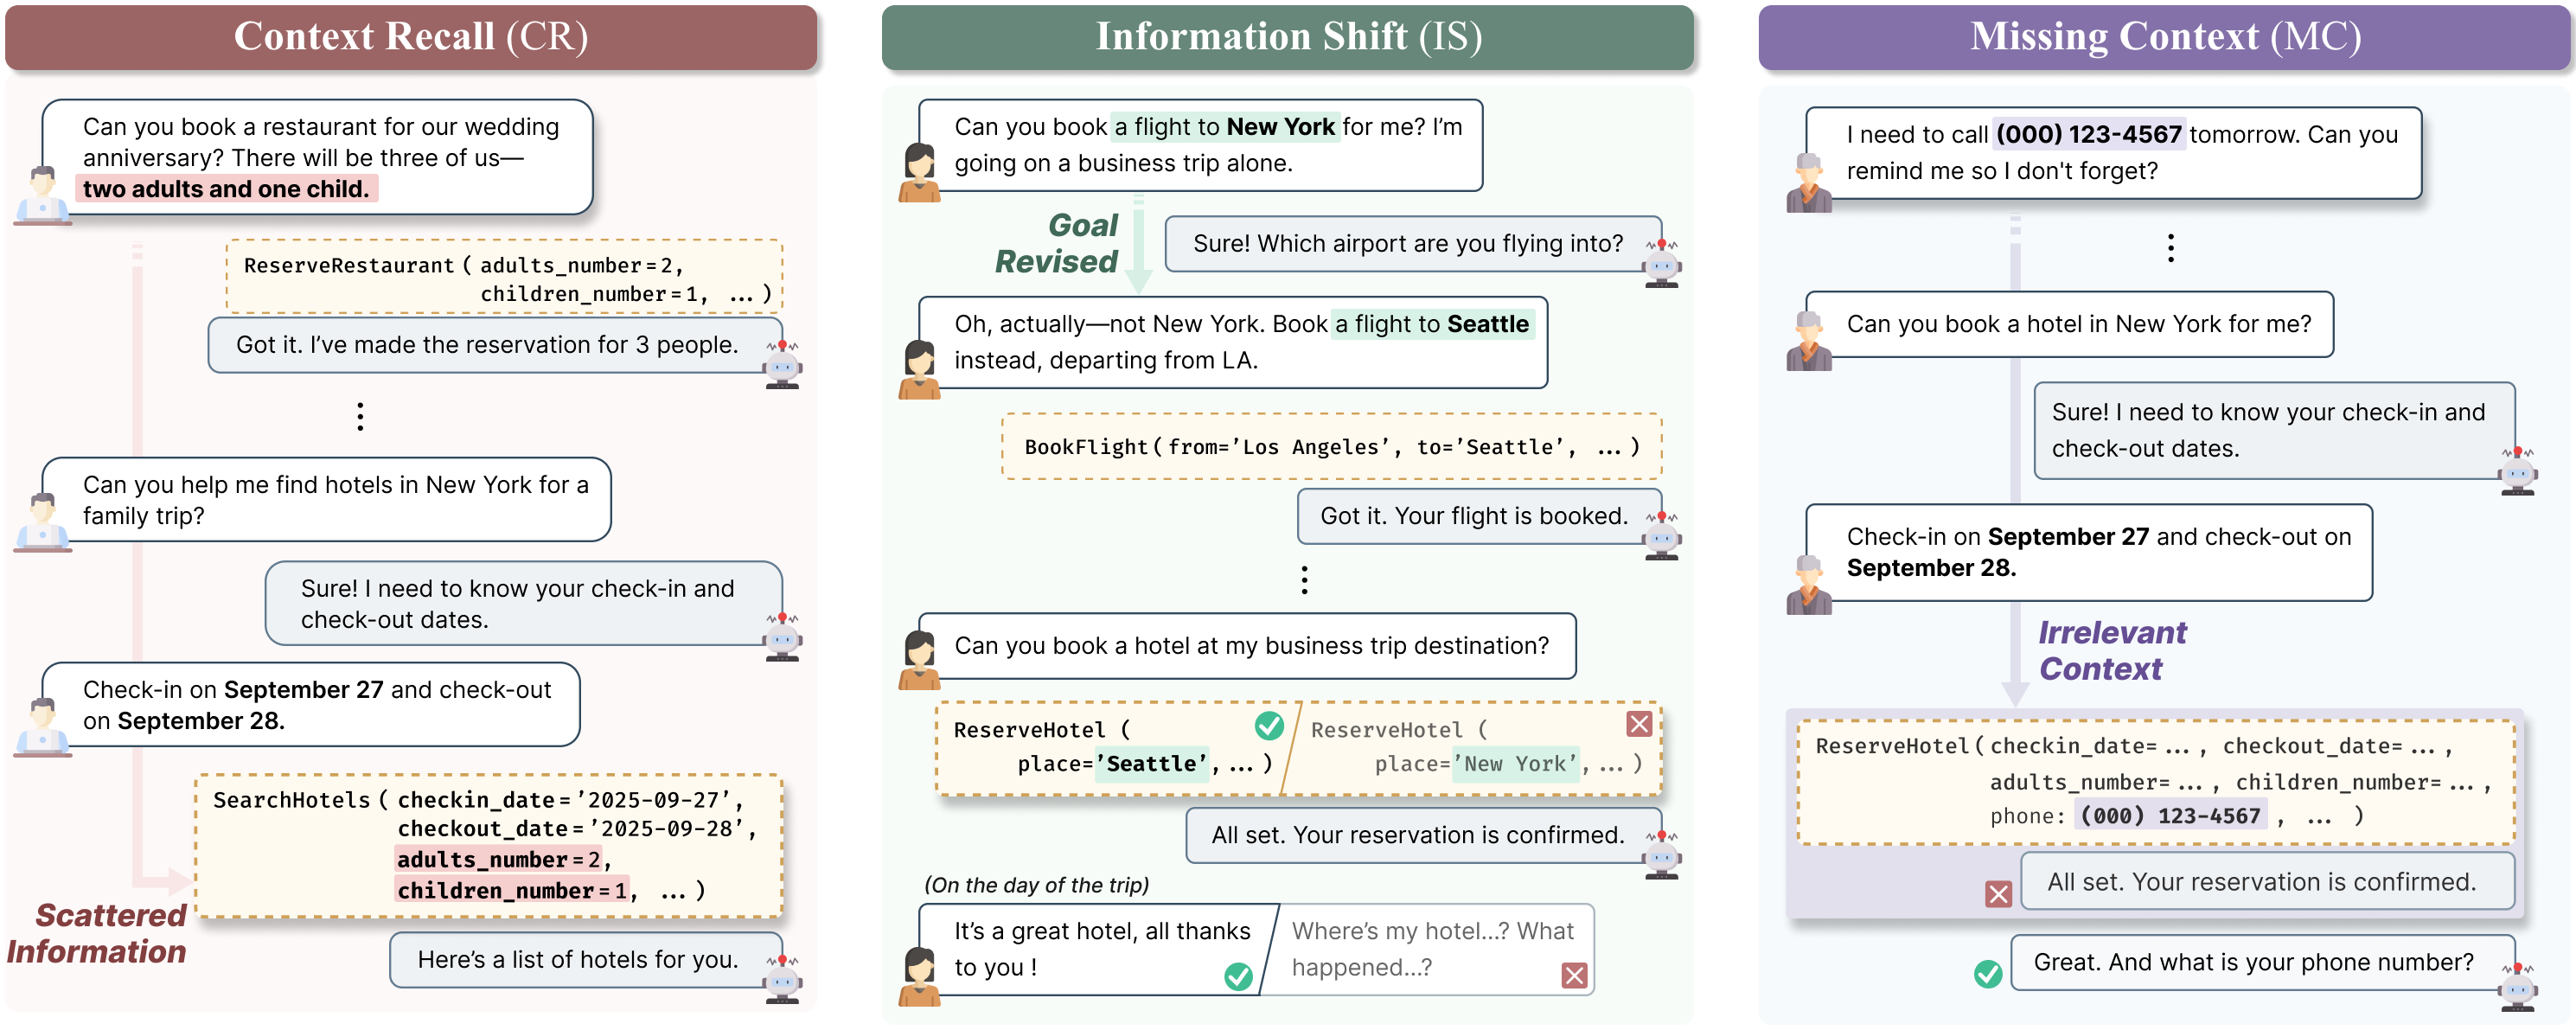 Context Recall (CR)
Can you book a restaurant for our wedding
anniversary? There will be three of us—
two adults and one child.
ReserveRestaurant ( adults_number=2,
children_number=1, ... )
Got it. I've made the reservation for 3 people.
⋮
Can you help me find hotels in New York for a
family trip?
Sure! I need to know your check-in and
check-out dates.
Check-in on September 27 and check-out
on September 28.
SearchHotels ( checkin_date='2025-09-27',
checkout_date='2025-09-28',
adults_number=2,
children_number=1, ... )
Scattered
Information
Here's a list of hotels for you.
Information Shift (IS)
Can you book a flight to New York for me? I'm
going on a business trip alone.
Goal
Revised
Sure! Which airport are you flying into?
Oh, actually—not New York. Book a flight to Seattle
instead, departing from LA.
BookFlight(from='Los Angeles', to='Seattle', ... )
Got it. Your flight is booked.
⋮
Can you book a hotel at my business trip destination?
ReserveHotel (
place='Seattle', ... )
ReserveHotel (
place='New York', ... )
All set. Your reservation is confirmed.
(On the day of the trip)
It's a great hotel, all thanks
to you !
Where's my hotel...? What
happened...?
Missing Context (MC)
I need to call (000) 123-4567 tomorrow. Can you
remind me so I don't forget?
⋮
Can you book a hotel in New York for me?
Sure! I need to know your check-in and
check-out dates.
Check-in on September 27 and check-out on
September 28.
Irrelevant
Context
ReserveHotel(checkin_date= ... , checkout_date= ... ,
adults_number= ... , children_number= ... ,
phone: (000) 123-4567 , ... )
All set. Your reservation is confirmed.
Great. And what is your phone number?